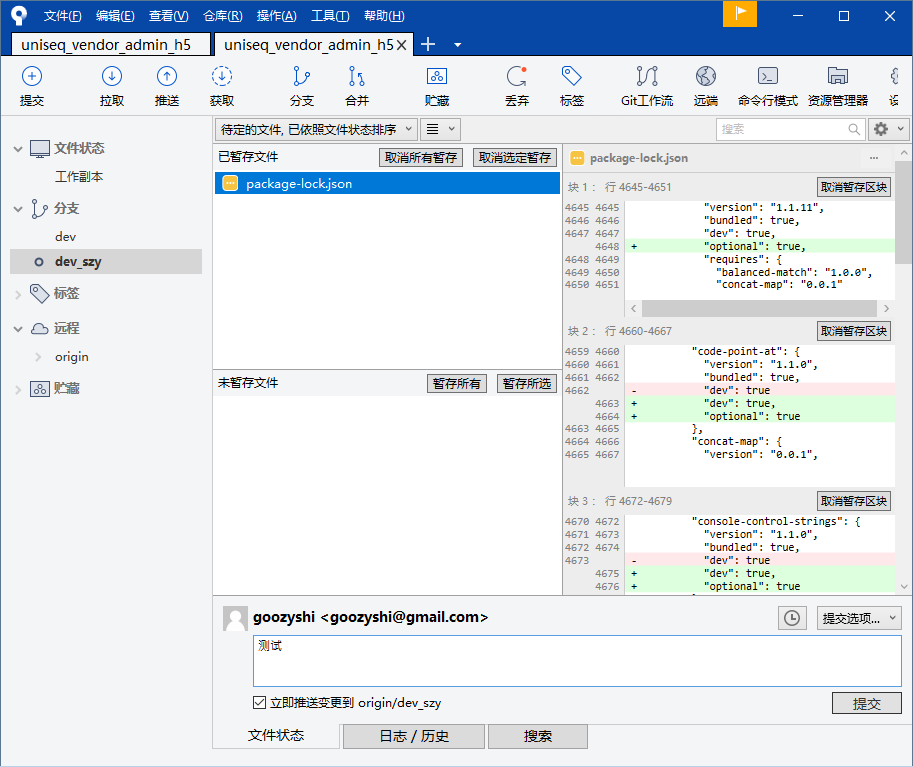 文件(F) 编辑(E) 查看(V) 仓库(R) 操作(A) 工具(T) 帮助(H)
uniseq_vendor_admin_h5 uniseq_vendor_admin_h5
提交 拉取 推送 获取 分支 合并 贮藏 丢弃 标签 Git工作流 远端 命令行模式 资源管理器
文件状态
工作副本
分支
dev
dev_szy
标签
远程
origin
贮藏
待定的文件, 已依照文件状态排序
搜索
已暂存文件 取消所有暂存 取消选定暂存
package-lock.json
未暂存文件 暂存所有 暂存所选
package-lock.json ...
块 1： 行 4645-4651 取消暂存区块
4645 4645 "version": "1.1.11",
4646 4646 "bundled": true,
4647 4647 "dev": true,
4648 + "optional": true,
4648 4649 "requires": {
4649 4650 "balanced-match": "1.0.0",
4650 4651 "concat-map": "0.0.1"
块 2： 行 4660-4667 取消暂存区块
4659 4660 "code-point-at": {
4660 4661 "version": "1.1.0",
4661 4662 "bundled": true,
4662 - "dev": true
4663 + "dev": true,
4664 + "optional": true
4663 4665 },
4664 4666 "concat-map": {
4665 4667 "version": "0.0.1",
块 3： 行 4672-4679 取消暂存区块
4670 4672 "console-control-strings": {
4671 4673 "version": "1.1.0",
4672 4674 "bundled": true,
4673 - "dev": true
4675 + "dev": true,
4676 + "optional": true
goozyshi <goozyshi@gmail.com> 提交选项...
测试
立即推送变更到 origin/dev_szy 提交
文件状态 日志 / 历史 搜索